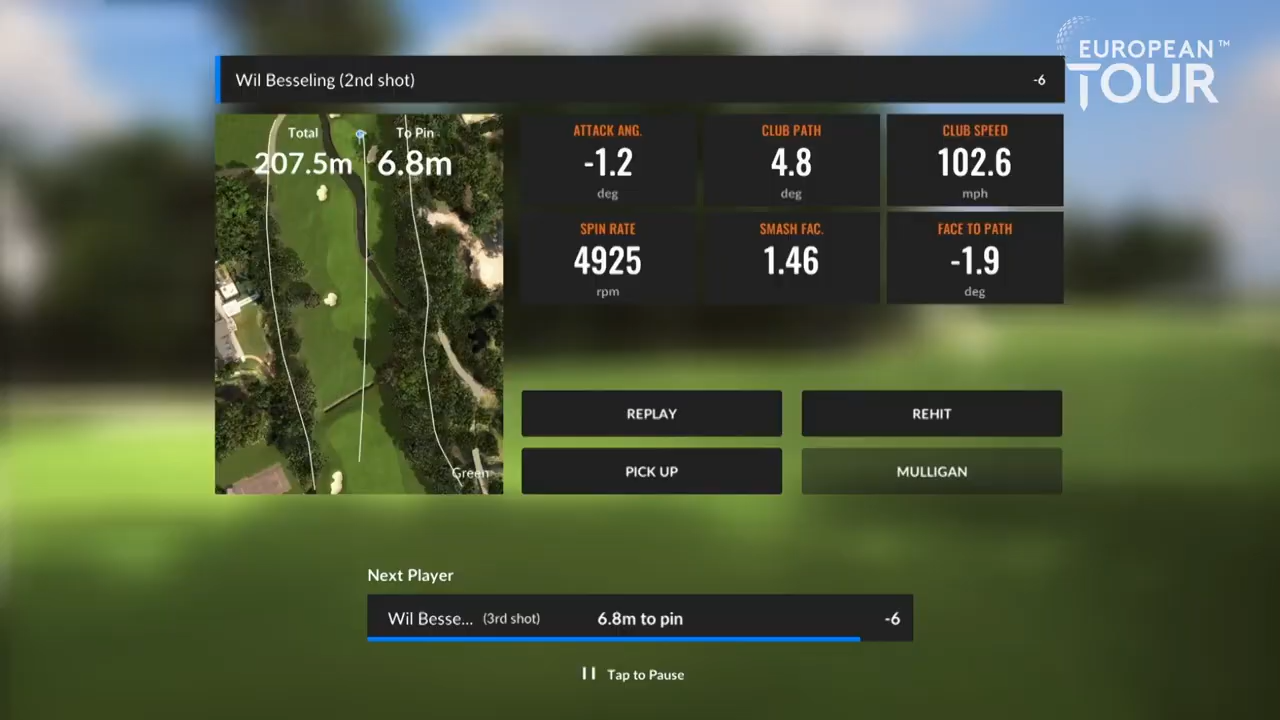 EUROPEAN™
TOUR
Wil Besseling (2nd shot) -6
Total To Pin
207.5m 6.8m
Green
ATTACK ANG. CLUB PATH CLUB SPEED
-1.2 4.8 102.6
deg deg mph
SPIN RATE SMASH FAC. FACE TO PATH
4925 1.46 -1.9
rpm deg
REPLAY REHIT
PICK UP MULLIGAN
Next Player
Wil Besse... (3rd shot) 6.8m to pin -6
Tap to Pause